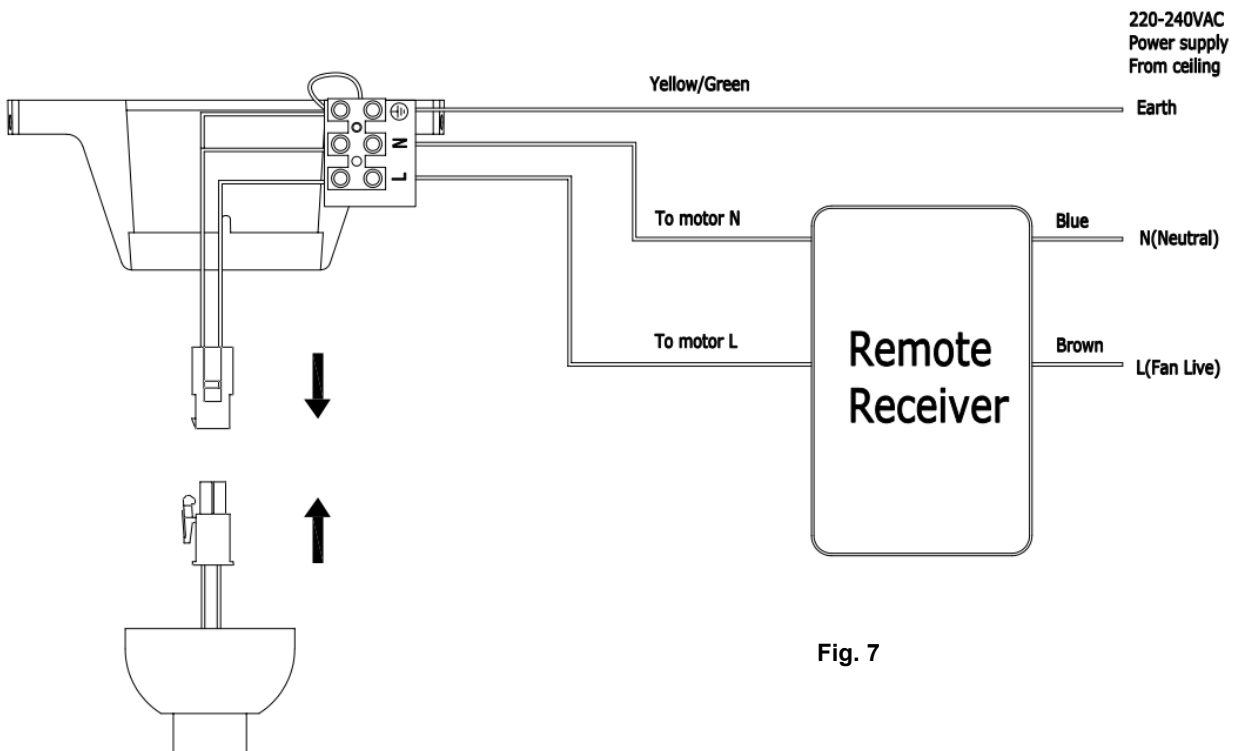 220-240VAC
Power supply
From ceiling
Yellow/Green
Earth
N
L
To motor N
Blue
N(Neutral)
To motor L
Brown
L(Fan Live)
Remote
Receiver
Fig. 7